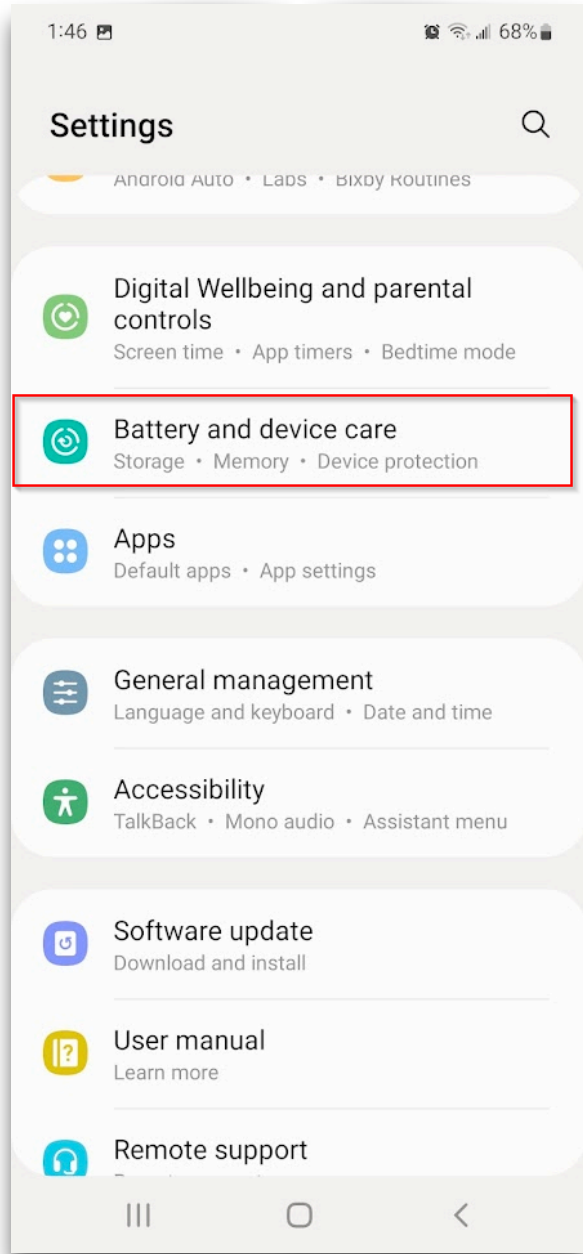 1:46 68%
Settings
Android Auto • Labs • Bixby Routines
Digital Wellbeing and parental
controls
Screen time • App timers • Bedtime mode
Battery and device care
Storage • Memory • Device protection
Apps
Default apps • App settings
General management
Language and keyboard • Date and time
Accessibility
TalkBack • Mono audio • Assistant menu
Software update
Download and install
User manual
Learn more
Remote support